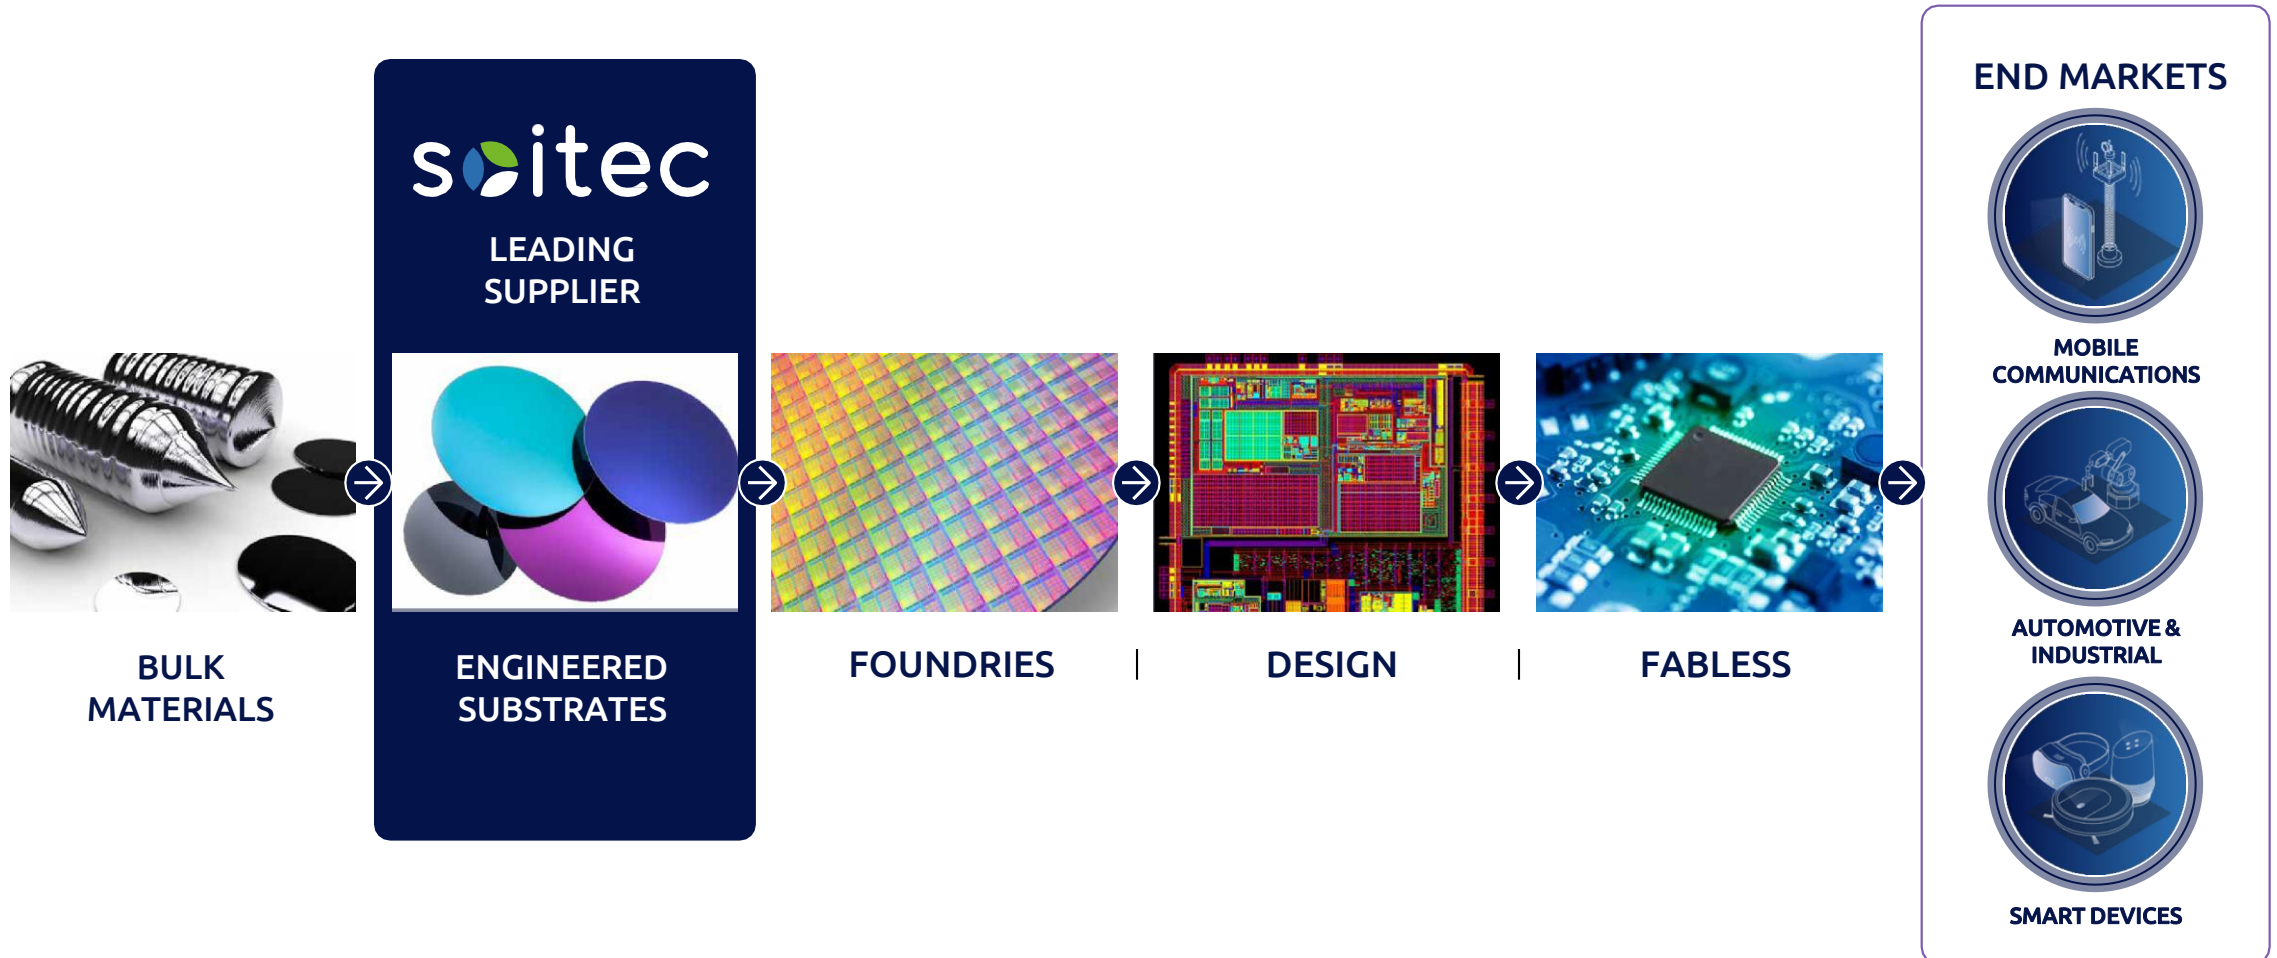 soitec
LEADING
SUPPLIER
BULK
MATERIALS
ENGINEERED
SUBSTRATES
FOUNDRIES
DESIGN
FABLESS
END MARKETS
MOBILE
COMMUNICATIONS
AUTOMOTIVE &
INDUSTRIAL
SMART DEVICES